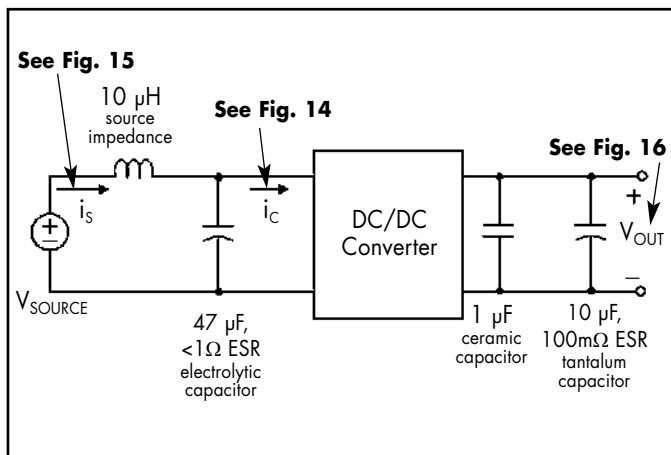 See Fig. 15
10 µH
source
impedance
See Fig. 14
See Fig. 16
iS
iC
DC/DC
Converter
+
VOUT
−
+
−
VSOURCE
47 µF,
<1Ω ESR
electrolytic
capacitor
1 µF
ceramic
capacitor
10 µF,
100mΩ ESR
tantalum
capacitor